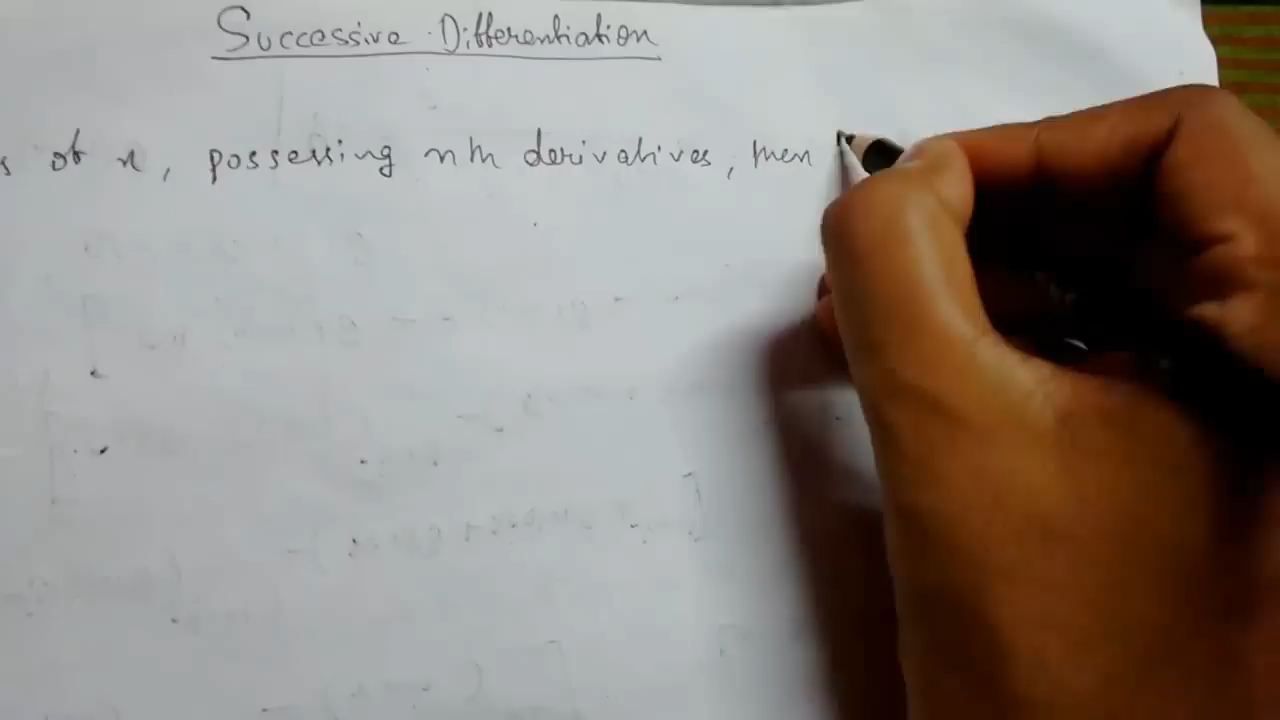 Successive Differentiation
s of x, possessing nth derivatives, then